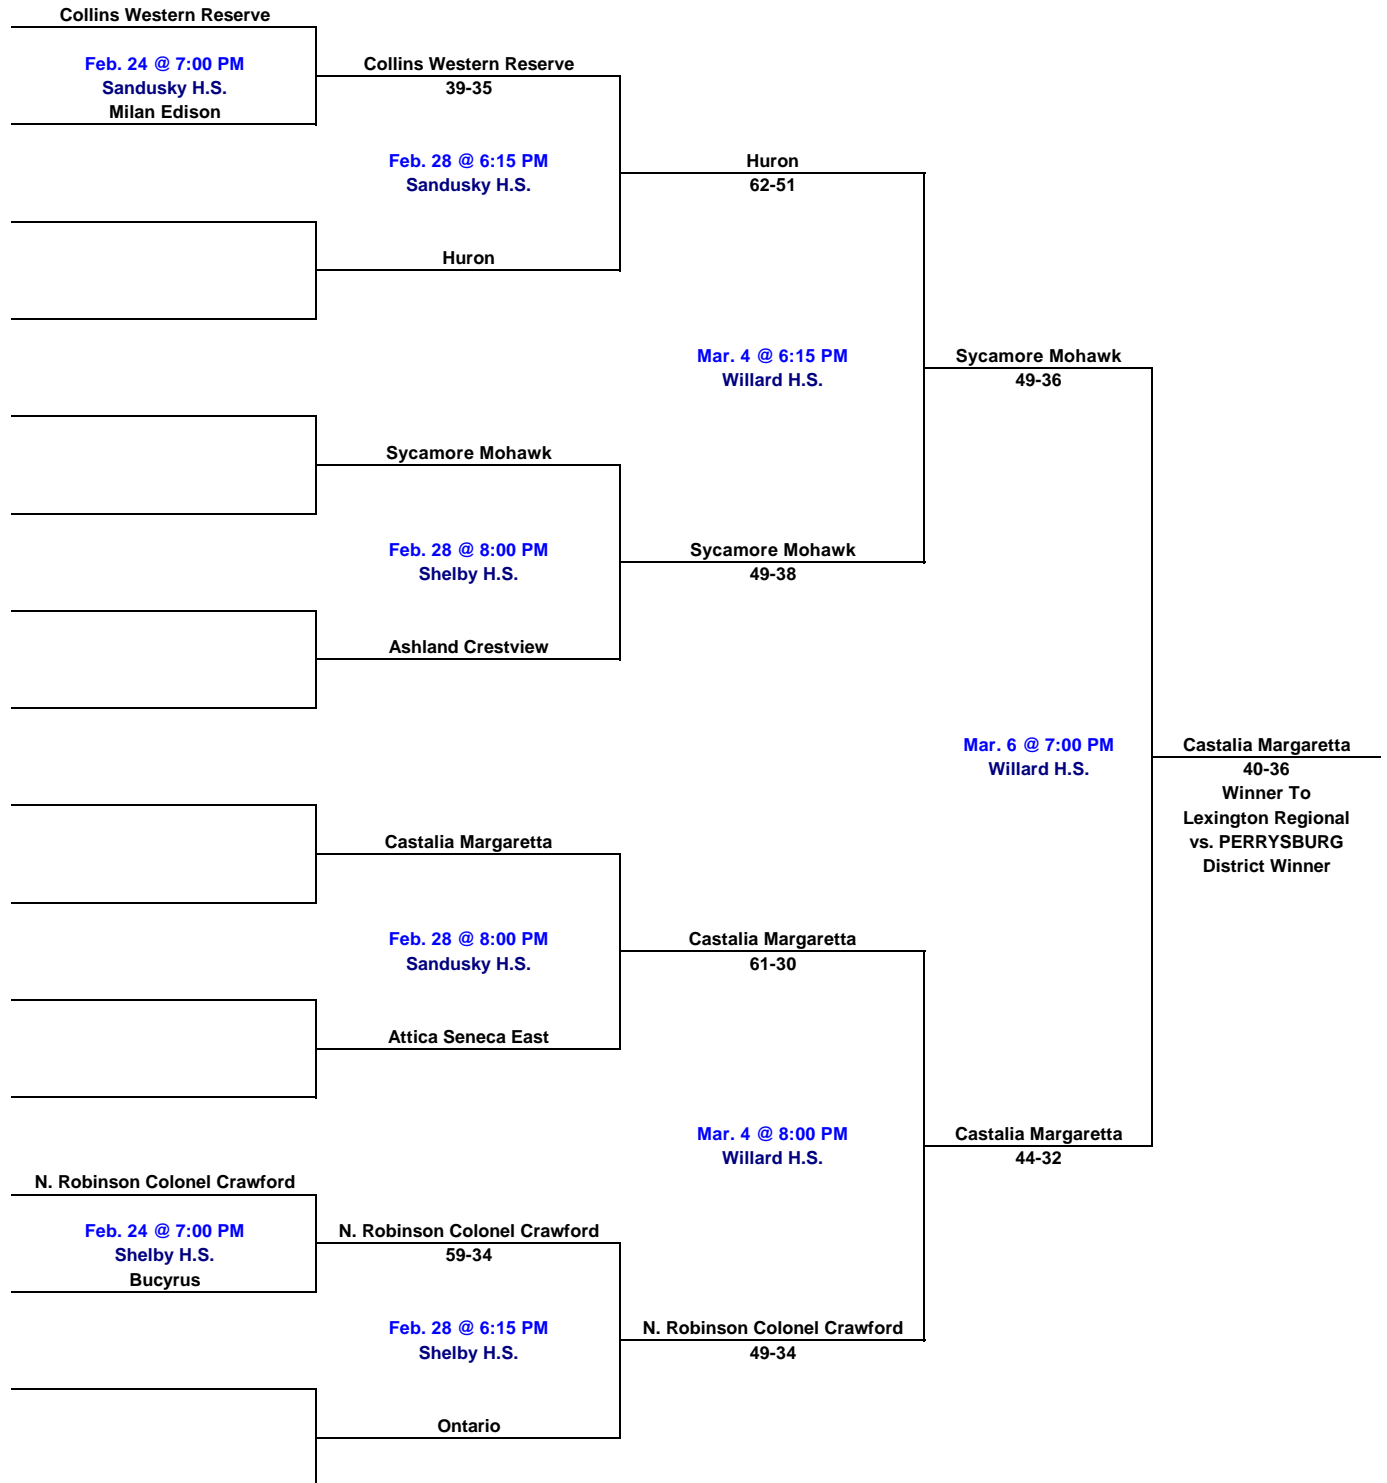 Collins Western Reserve
Feb. 24 @ 7:00 PM
Sandusky H.S.
Milan Edison
Collins Western Reserve
39-35
Feb. 28 @ 6:15 PM
Sandusky H.S.
Huron
Huron
62-51
Mar. 4 @ 6:15 PM
Willard H.S.
Sycamore Mohawk
49-36
Sycamore Mohawk
Feb. 28 @ 8:00 PM
Shelby H.S.
Ashland Crestview
Sycamore Mohawk
49-38
Mar. 6 @ 7:00 PM
Willard H.S.
Castalia Margaretta
40-36
Winner To
Lexington Regional
vs. PERRYSBURG
District Winner
Castalia Margaretta
Feb. 28 @ 8:00 PM
Sandusky H.S.
Attica Seneca East
Castalia Margaretta
61-30
Mar. 4 @ 8:00 PM
Willard H.S.
Castalia Margaretta
44-32
N. Robinson Colonel Crawford
Feb. 24 @ 7:00 PM
Shelby H.S.
Bucyrus
N. Robinson Colonel Crawford
59-34
Feb. 28 @ 6:15 PM
Shelby H.S.
Ontario
N. Robinson Colonel Crawford
49-34